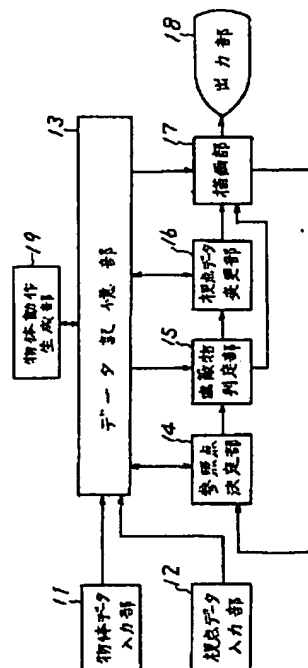 19
物体動作
生成部
13
データ記憶部
11
物体データ
入力部
12
視点データ
入力部
14
参照点
決定部
15
遮蔽物
判定部
16
視点データ
変更部
17
描画部
18
出力部